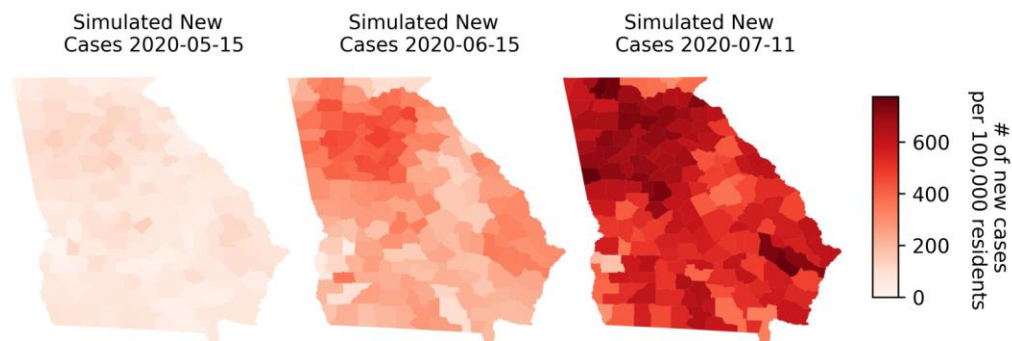 Simulated New
Cases 2020-05-15
Simulated New
Cases 2020-06-15
Simulated New
Cases 2020-07-11
600
400
200
0
# of new cases
per 100,000 residents